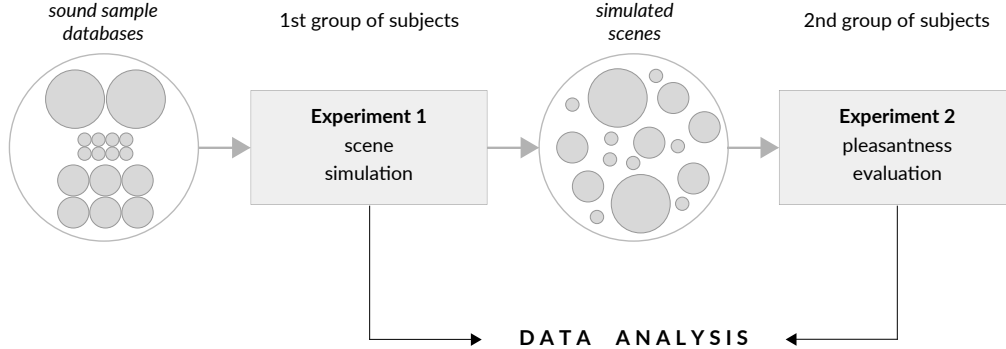 sound sample
databases
1st group of subjects
simulated
scenes
2nd group of subjects
Experiment 1
scene
simulation
Experiment 2
pleasantness
evaluation
DATA ANALYSIS